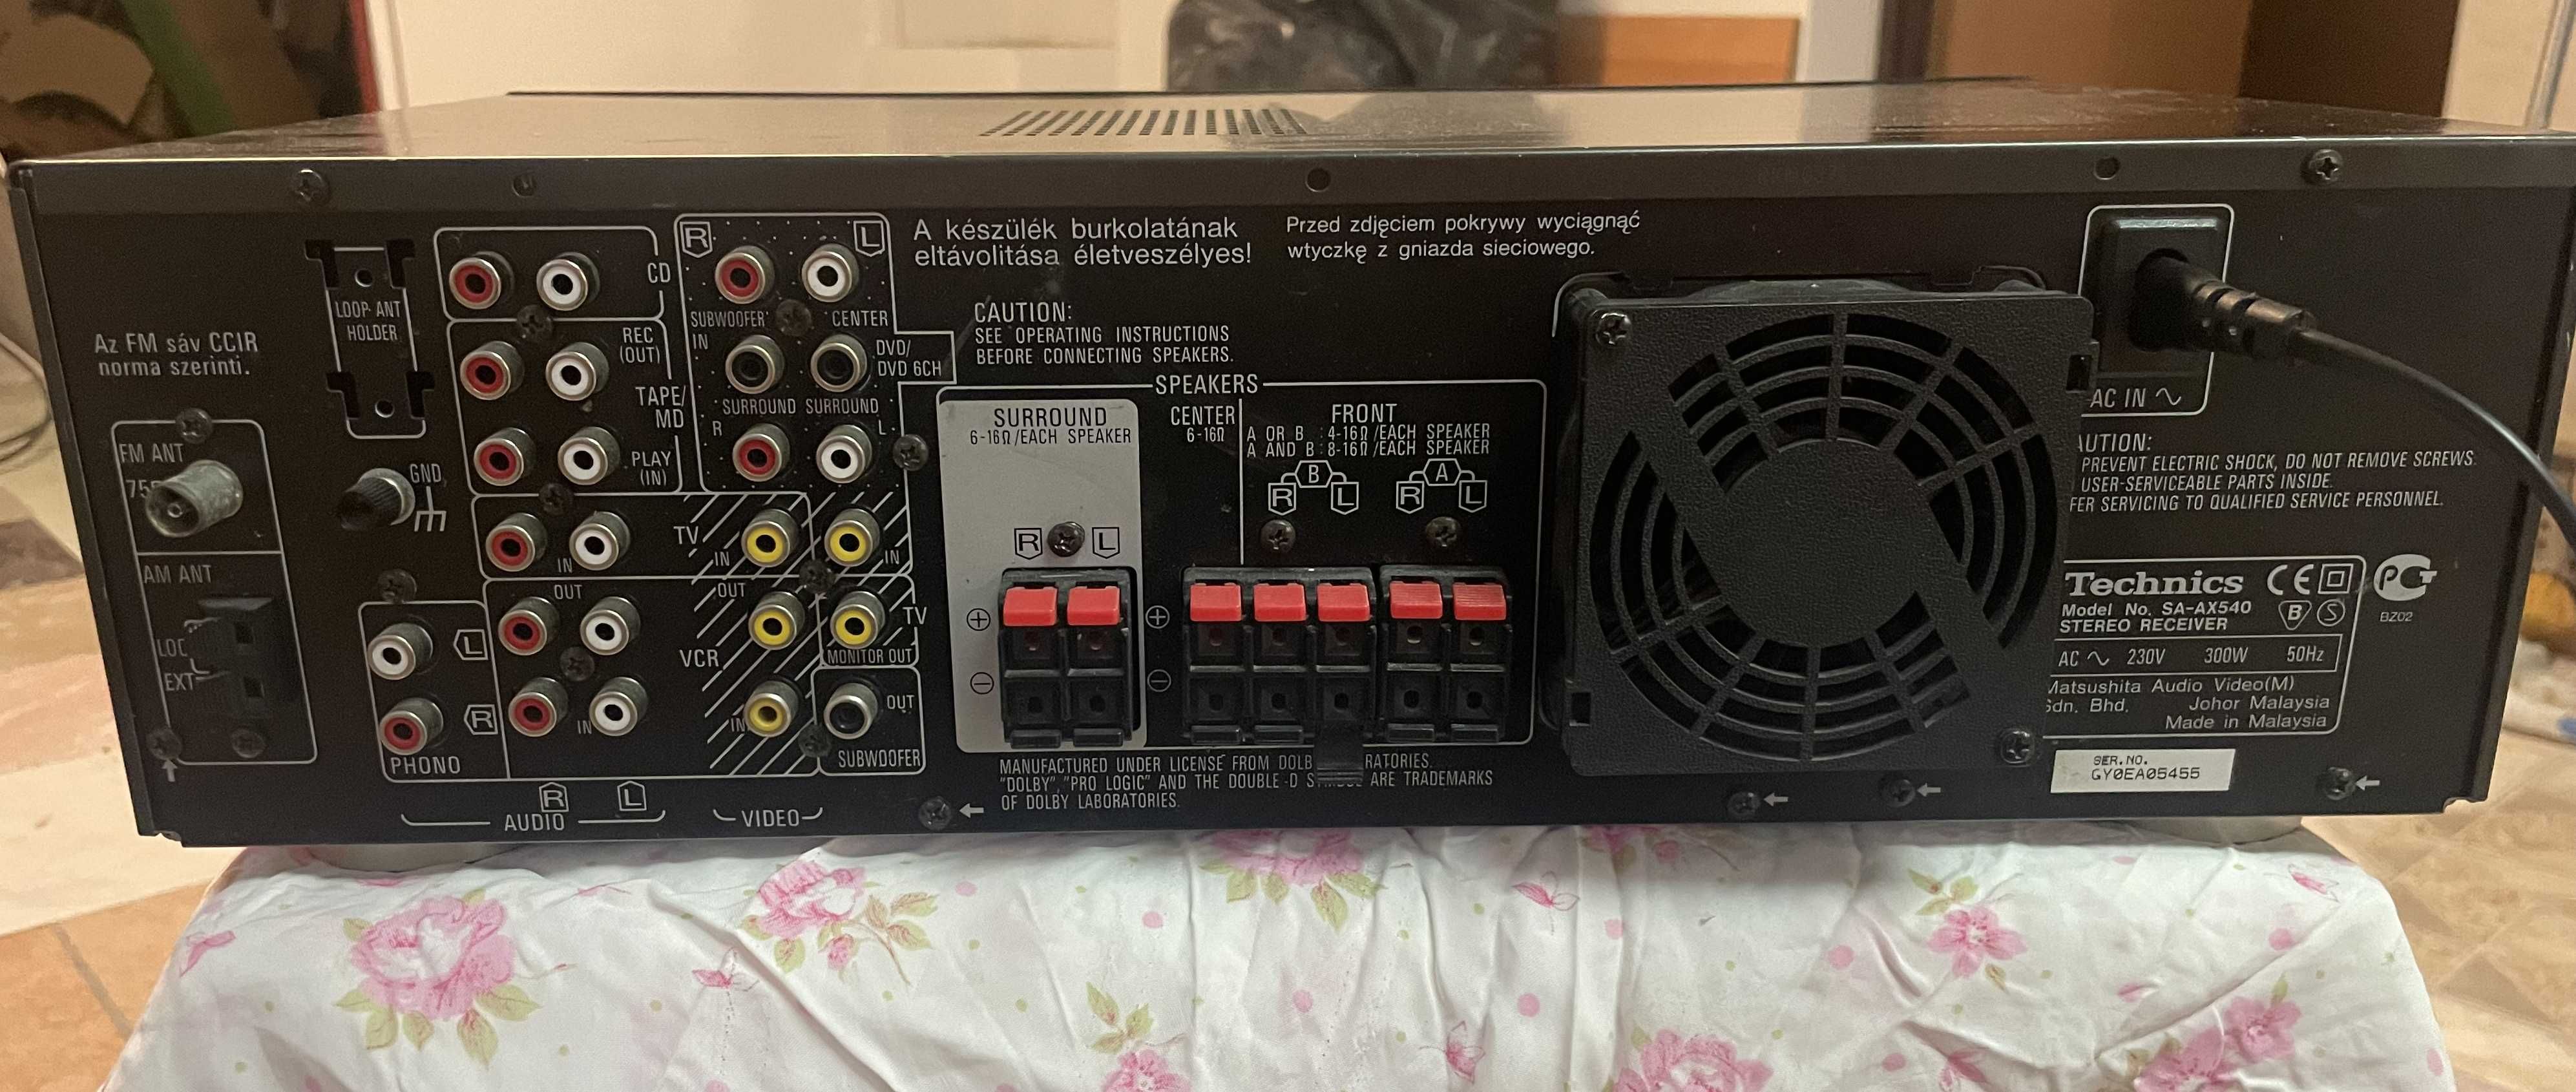 A készülék burkolatának
eltávolitása életveszélyes!
Przed zdjęciem pokrywy wyciągnąć
wtyczkę z gniazda sieciowego.
Az FM sáv CCIR
norma szerinti.
LOOP ANT
HOLDER
FM ANT
75
GND
AM ANT
LOC
EXT
CD
REC
(OUT)
TAPE/
MD
PLAY
(IN)
TV
IN
OUT
VCR
IN
L
R
PHONO
R L
AUDIO
VIDEO
R L
SUBWOOFER CENTER
IN
DVD/
DVD 6CH
SURROUND SURROUND
R L
IN IN
OUT
TV
MONITOR OUT
IN
OUT
SUBWOOFER
CAUTION:
SEE OPERATING INSTRUCTIONS
BEFORE CONNECTING SPEAKERS.
SPEAKERS
SURROUND
6-16Ω/EACH SPEAKER
R L
CENTER
6-16Ω
FRONT
A OR B : 4-16Ω/EACH SPEAKER
A AND B : 8-16Ω/EACH SPEAKER
B A
R L R L
+ +
− −
MANUFACTURED UNDER LICENSE FROM DOLB RATORIES.
"DOLBY", "PRO LOGIC" AND THE DOUBLE-D S ARE TRADEMARKS
OF DOLBY LABORATORIES.
AC IN ∿
AUTION:
PREVENT ELECTRIC SHOCK, DO NOT REMOVE SCREWS.
USER-SERVICEABLE PARTS INSIDE.
FER SERVICING TO QUALIFIED SERVICE PERSONNEL.
Technics CE
Model No. SA-AX540 B S
STEREO RECEIVER
PCT
BZ02
AC ∿ 230V 300W 50Hz
Matsushita Audio Video(M)
Sdn. Bhd. Johor Malaysia
Made in Malaysia
SER.NO.
GY0EA05455